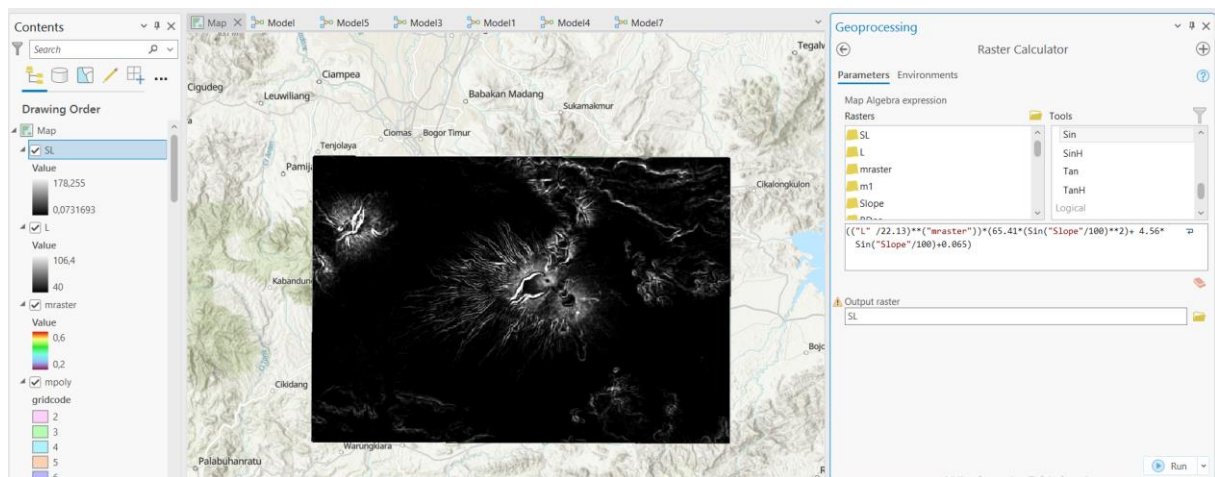 Contents
Search
Drawing Order
Map
SL
Value
178,255
0,0731693
L
Value
106,4
40
mraster
Value
0,6
0,2
mpoly
gridcode
2
3
4
5
Map
Model
Model5
Model3
Model1
Model4
Model7
Cigudeg
Leuwiliang
Ciampea
Babakan Madang
Sukamakmur
Ciomas
Bogor Timur
Tenjolaya
Cikalongkulon
Cikidang
Warungkiara
Palabuhanratu
Geoprocessing
Raster Calculator
Parameters
Environments
Map Algebra expression
Rasters
Tools
SL
L
mraster
m1
Slope
Sin
SinH
Tan
TanH
Logical
(("L" /22.13)**("mraster"))*(65.41*(Sin("Slope"/100)**2)+ 4.56*
Sin("Slope"/100)+0.065)
Output raster
SL
Run